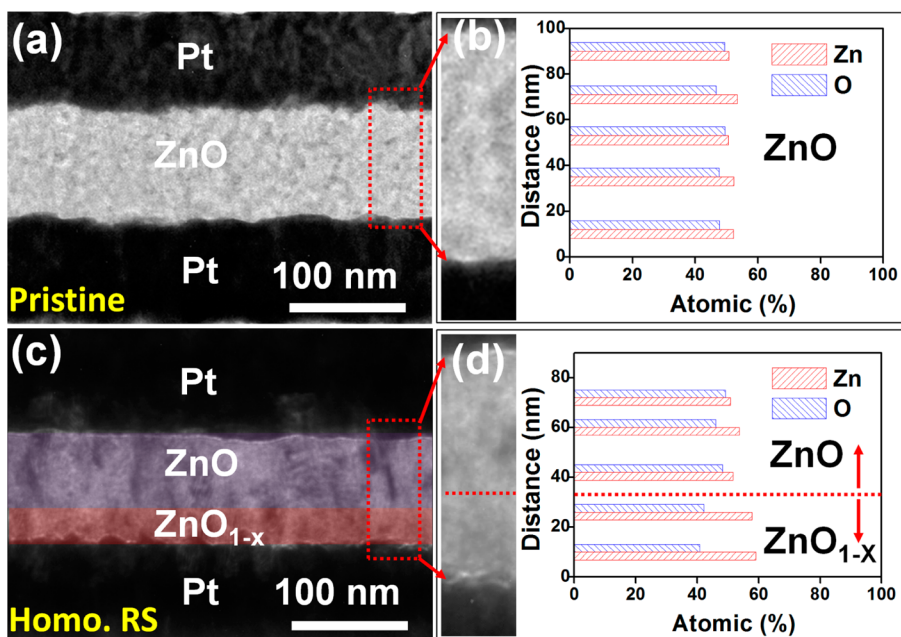 (a)
Pt
ZnO
Pt
100 nm
Pristine
(b)
100
80
60
40
20
0
Distance (nm)
Zn
O
ZnO
0 20 40 60 80 100
Atomic (%)
(c)
Pt
ZnO
ZnO1-x
Pt
100 nm
Homo. RS
(d)
80
60
40
20
0
Distance (nm)
Zn
O
ZnO
ZnO1-X
0 20 40 60 80 100
Atomic (%)